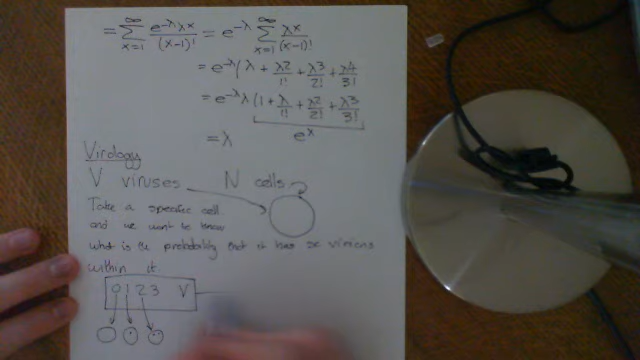 = ∑_{x=1}^{∞} e^{-λ}λ^x/(x-1)! = e^{-λ} ∑_{x=1}^{∞} λ^x/(x-1)!
= e^{-λ}(λ + λ2/1! + λ3/2! + λ4/3!
= e^{-λ}λ(1 + λ/1! + λ2/2! + λ3/3!
= λ e^x
Virology
V viruses N cells
Take a specific cell
and we want to know
what is the probability that it has x virions
within it
0 1 2 3 V